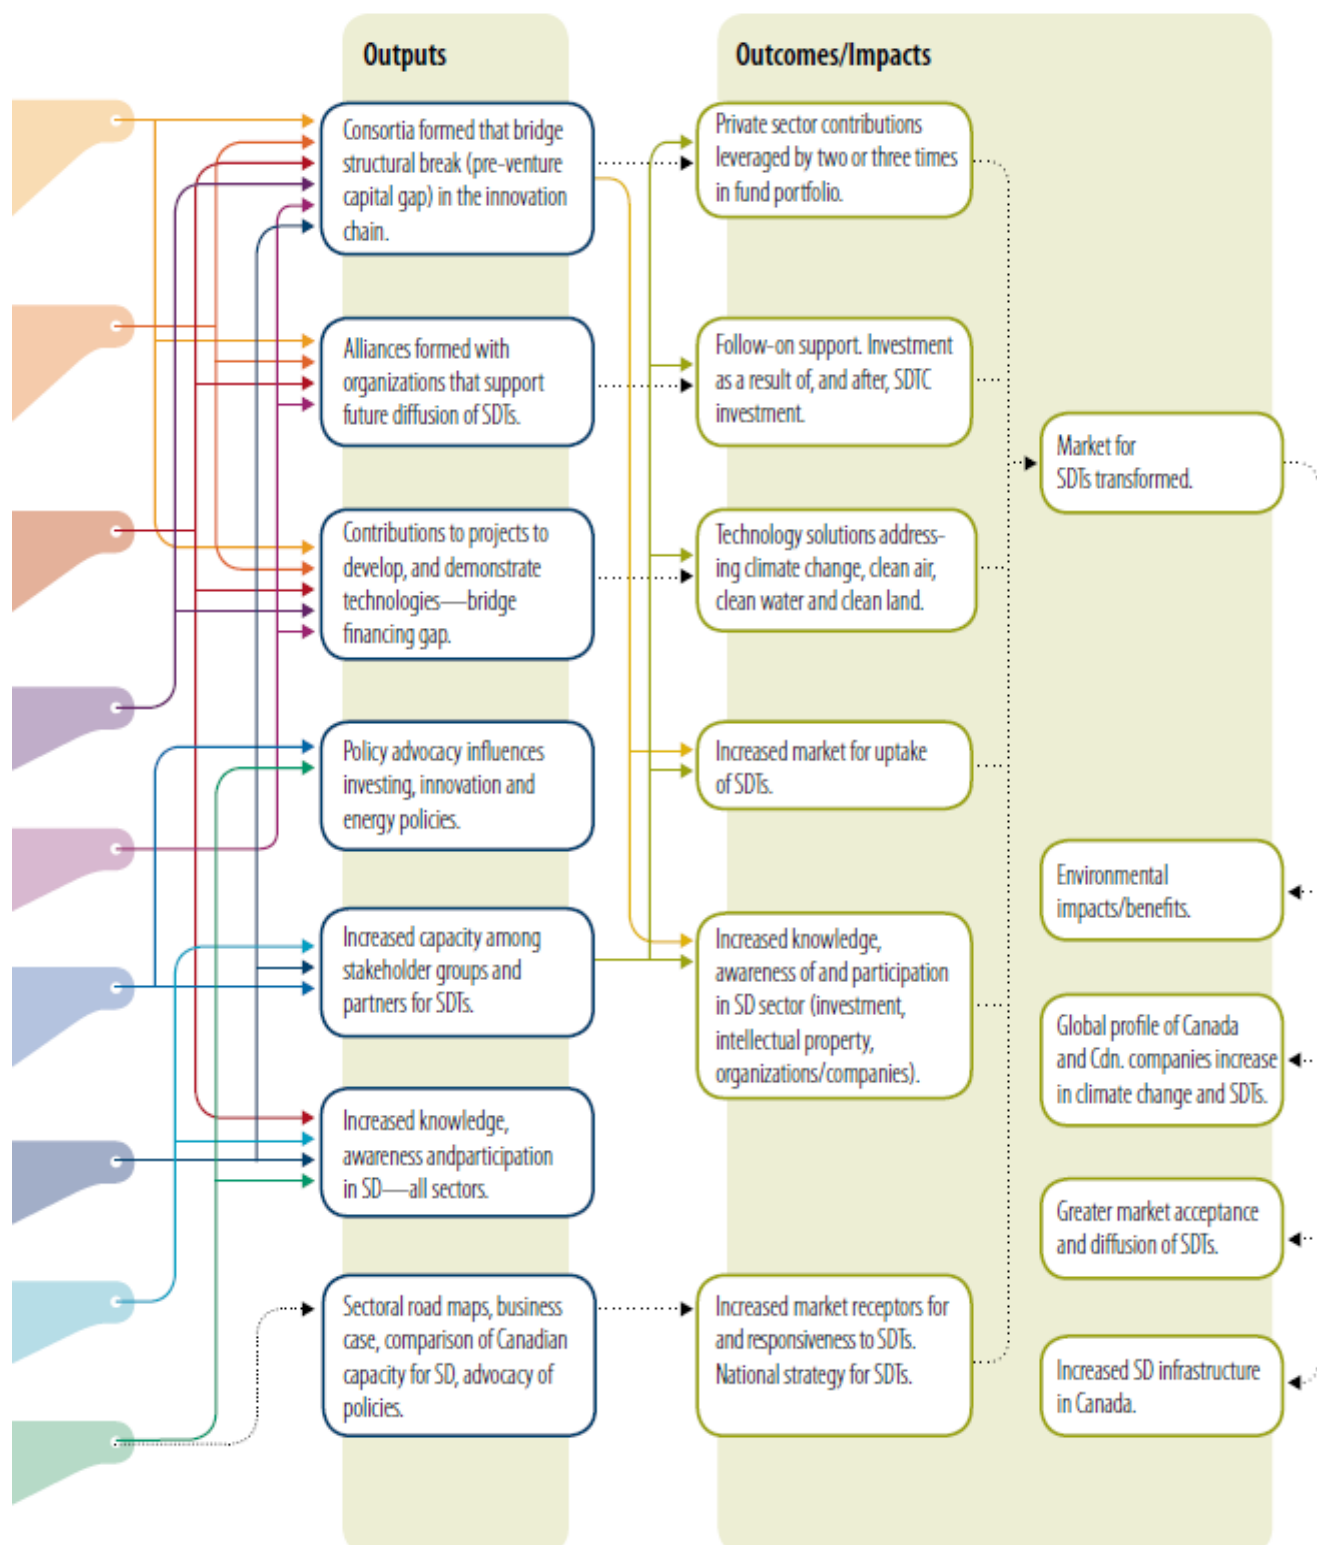 Outputs
Consortia formed that bridge
structural break (pre-venture
capital gap) in the innovation
chain.
Alliances formed with
organizations that support
future diffusion of SDTs.
Contributions to projects to
develop, and demonstrate
technologies—bridge
financing gap.
Policy advocacy influences
investing, innovation and
energy policies.
Increased capacity among
stakeholder groups and
partners for SDTs.
Increased knowledge,
awareness andparticipation
in SD—all sectors.
Sectoral road maps, business
case, comparison of Canadian
capacity for SD, advocacy of
policies.
Outcomes/Impacts
Private sector contributions
leveraged by two or three times
in fund portfolio.
Follow-on support. Investment
as a result of, and after, SDTC
investment.
Technology solutions address-
ing climate change, clean air,
clean water and clean land.
Increased market for uptake
of SDTs.
Increased knowledge,
awareness of and participation
in SD sector (investment,
intellectual property,
organizations/companies).
Increased market receptors for
and responsiveness to SDTs.
National strategy for SDTs.
Market for
SDTs transformed.
Environmental
impacts/benefits.
Global profile of Canada
and Cdn. companies increase
in climate change and SDTs.
Greater market acceptance
and diffusion of SDTs.
Increased SD infrastructure
in Canada.